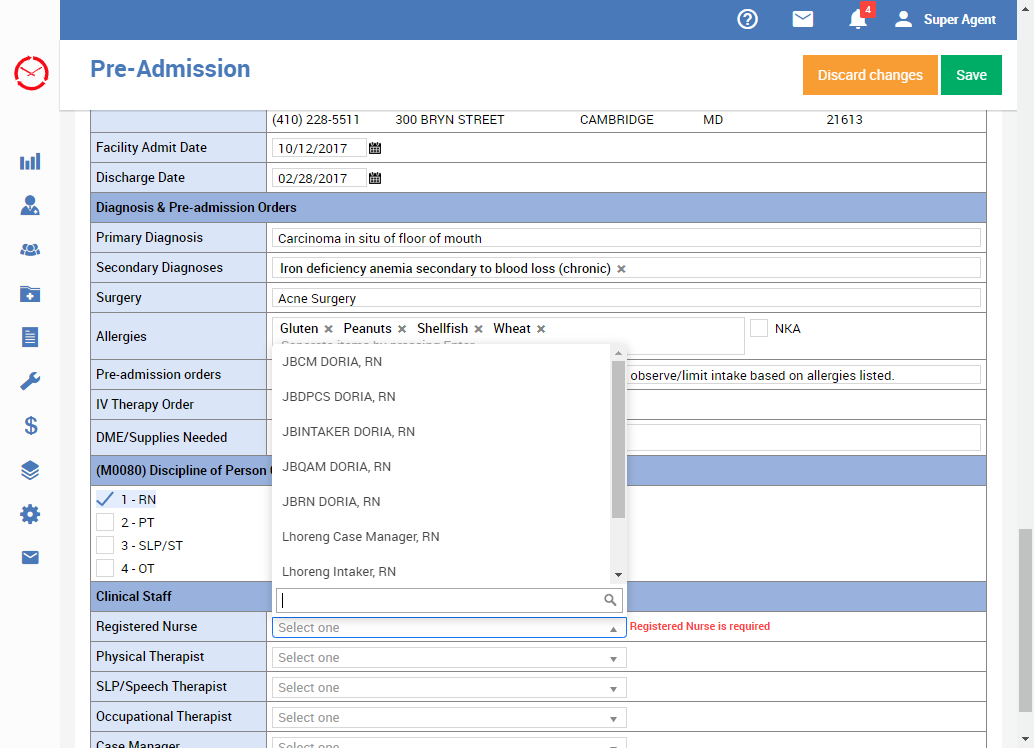 4
Super Agent
Pre-Admission
Discard changes
Save
(410) 228-5511 300 BRYN STREET CAMBRIDGE MD 21613
Facility Admit Date 10/12/2017
Discharge Date 02/28/2017
Diagnosis & Pre-admission Orders
Primary Diagnosis Carcinoma in situ of floor of mouth
Secondary Diagnoses Iron deficiency anemia secondary to blood loss (chronic) ×
Surgery Acne Surgery
Allergies Gluten × Peanuts × Shellfish × Wheat × NKA
Separate items by pressing Enter
Pre-admission orders observe/limit intake based on allergies listed.
IV Therapy Order
DME/Supplies Needed
(M0080) Discipline of Person
1 - RN
2 - PT
3 - SLP/ST
4 - OT
JBCM DORIA, RN
JBDPCS DORIA, RN
JBINTAKER DORIA, RN
JBQAM DORIA, RN
JBRN DORIA, RN
Lhoreng Case Manager, RN
Lhoreng Intaker, RN
Clinical Staff
Registered Nurse Select one Registered Nurse is required
Physical Therapist Select one
SLP/Speech Therapist Select one
Occupational Therapist Select one
Case Manager Select one